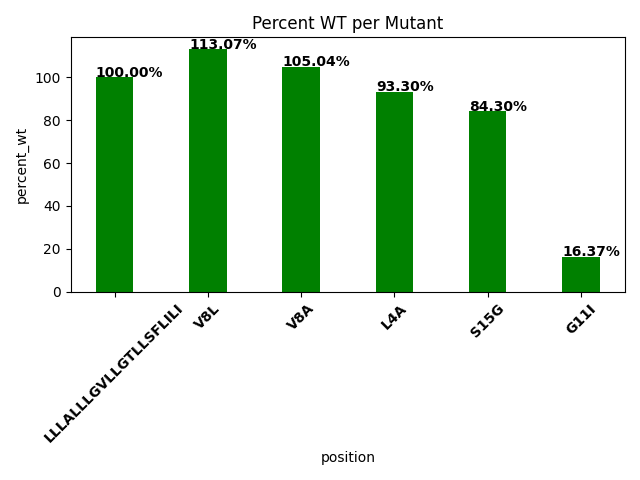 Percent WT per Mutant
percent_wt
100
80
60
40
20
0
100.00%
113.07%
105.04%
93.30%
84.30%
16.37%
LLLALLLGVLLGTLLSFLILI
V8L
V8A
L4A
S15G
G11I
position